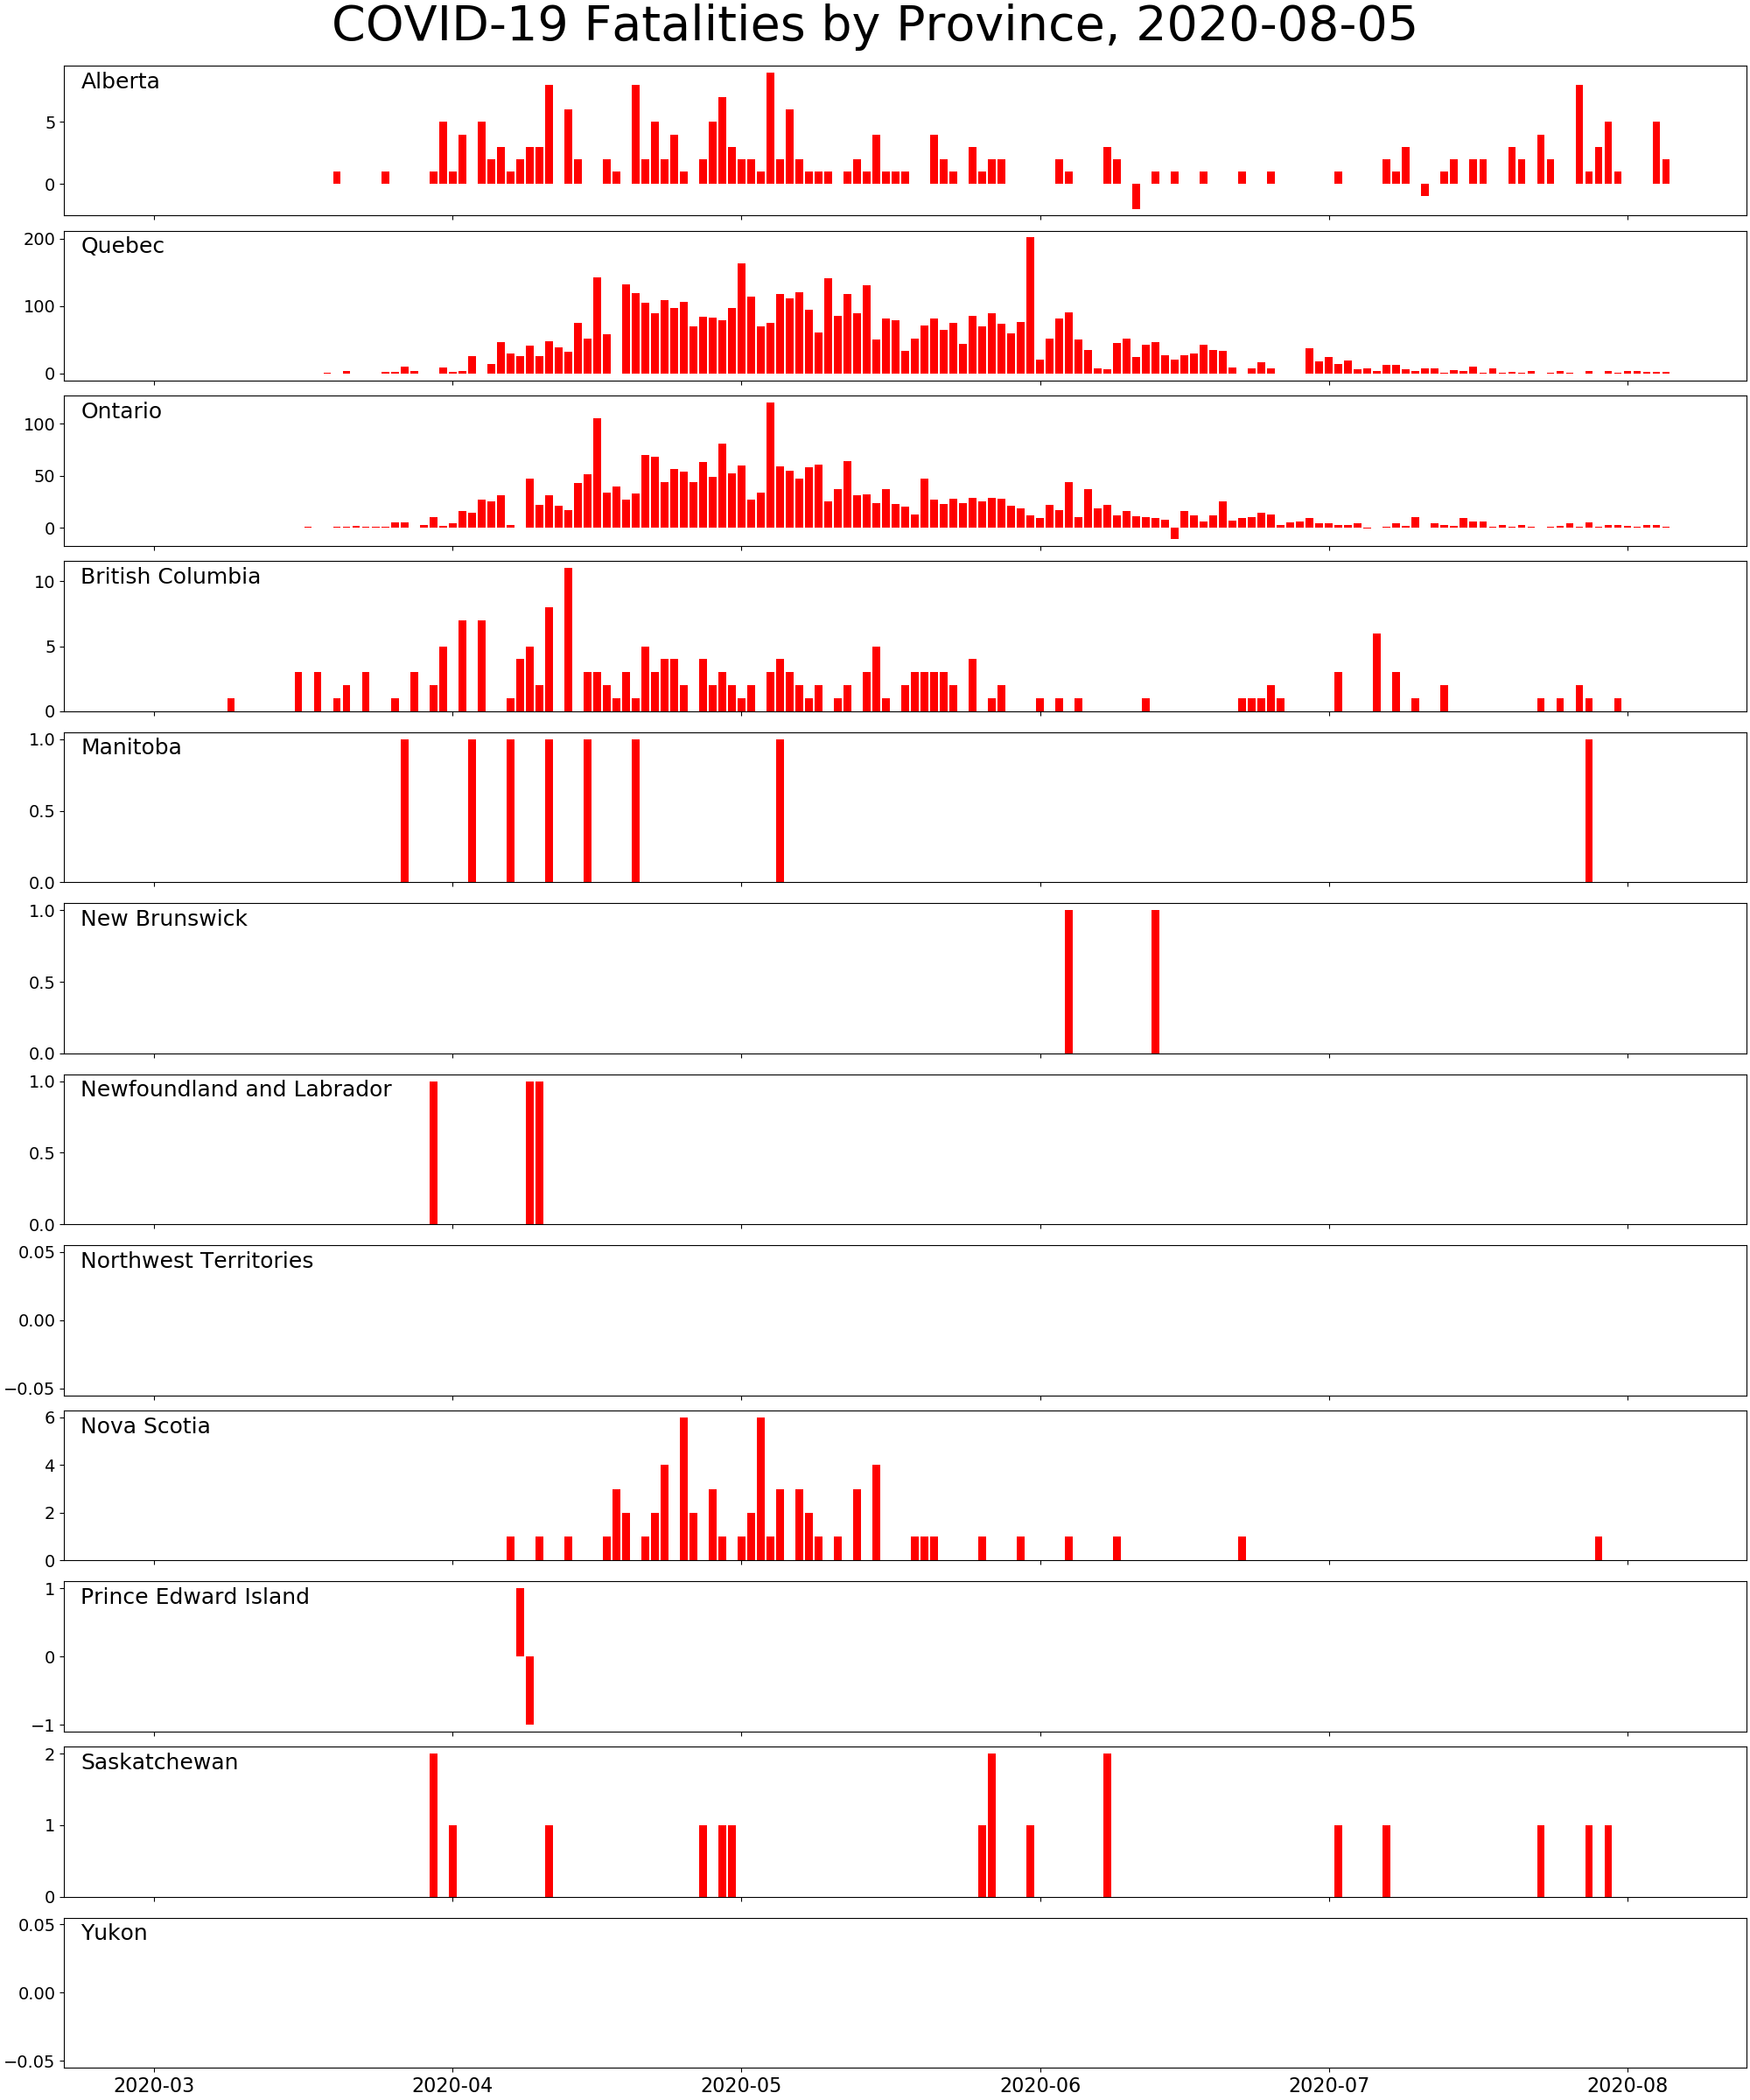 COVID-19 Fatalities by Province, 2020-08-05
Alberta
5
0
Quebec
200
100
0
Ontario
100
50
0
British Columbia
10
5
0
Manitoba
1.0
0.5
0.0
New Brunswick
1.0
0.5
0.0
Newfoundland and Labrador
1.0
0.5
0.0
Northwest Territories
0.05
0.00
−0.05
Nova Scotia
6
4
2
0
Prince Edward Island
1
0
−1
Saskatchewan
2
1
0
Yukon
0.05
0.00
−0.05
2020-03 2020-04 2020-05 2020-06 2020-07 2020-08